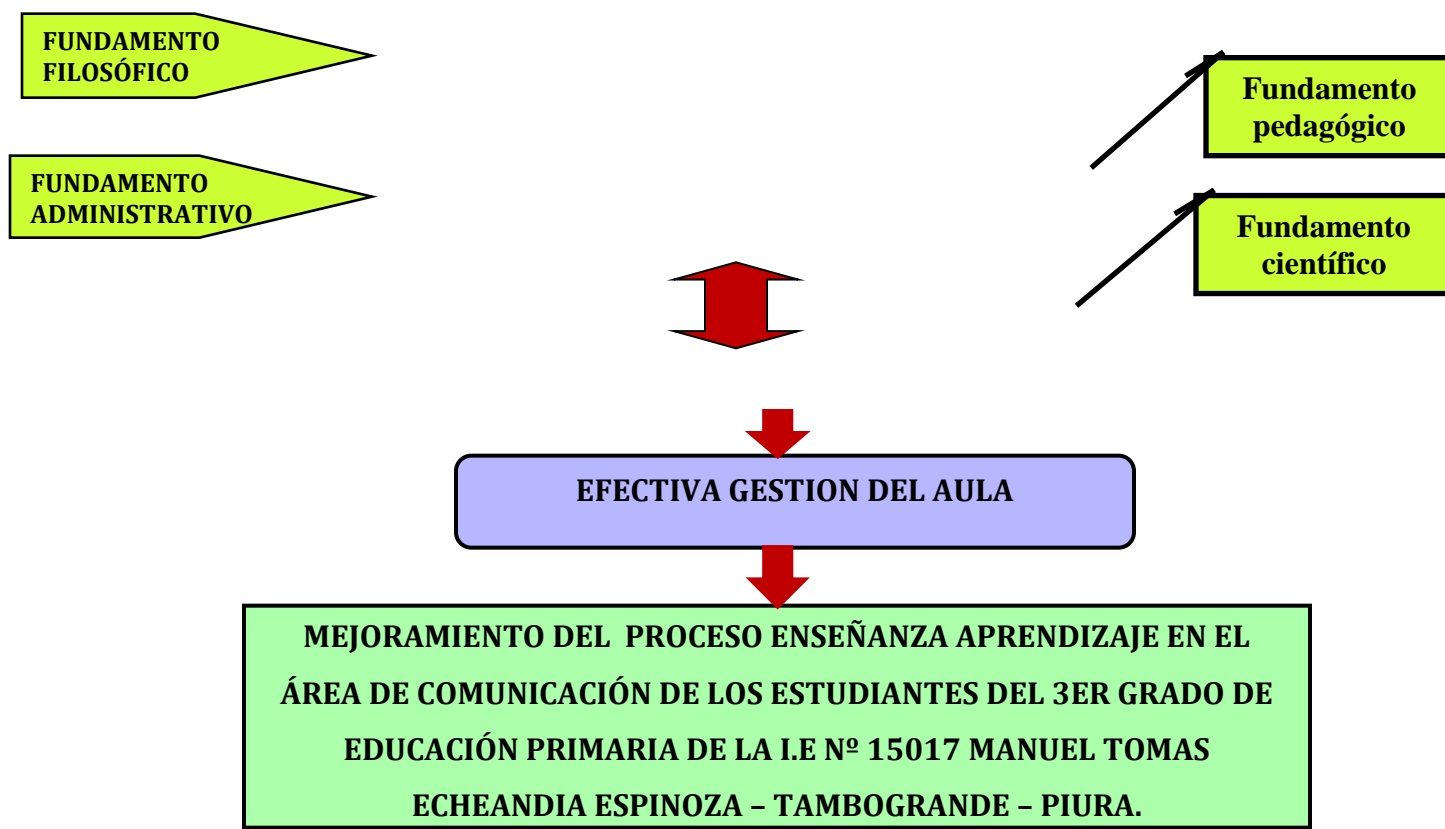 FUNDAMENTO
FILOSÓFICO
Fundamento
pedagógico
FUNDAMENTO
ADMINISTRATIVO
Fundamento
científico
EFECTIVA GESTION DEL AULA
MEJORAMIENTO DEL PROCESO ENSEÑANZA APRENDIZAJE EN EL
ÁREA DE COMUNICACIÓN DE LOS ESTUDIANTES DEL 3ER GRADO DE
EDUCACIÓN PRIMARIA DE LA I.E Nº 15017 MANUEL TOMAS
ECHEANDIA ESPINOZA – TAMBOGRANDE – PIURA.